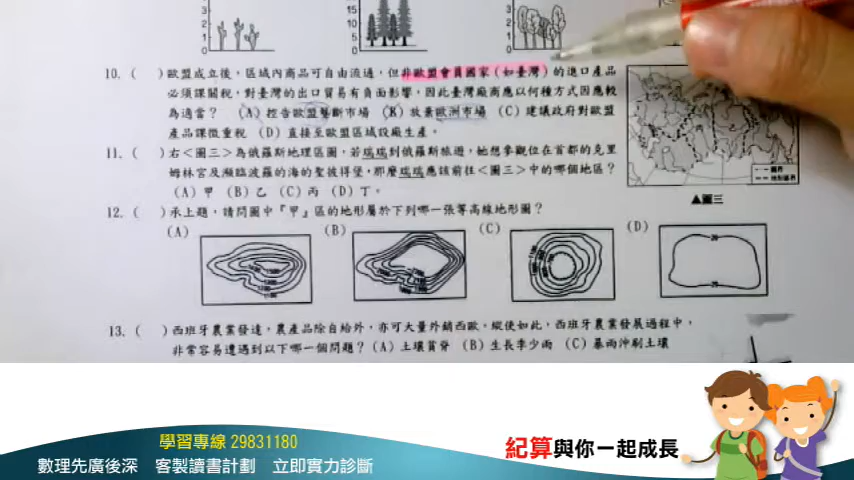 10. (　)歐盟成立後，區域內商品可自由流通，但非歐盟會員國家(如臺灣)的進口產品
必須課關稅，對臺灣的出口貿易有負面影響，因此臺灣廠商應以何種方式因應較
為適當？ (A) 控告歐盟壟斷市場 (B) 放棄歐洲市場 (C) 建議政府對歐盟
產品課徵重稅 (D) 直接至歐盟區域設廠生產。
11. (　)右<圖三>為俄羅斯地理區圖，若瑞瑞到俄羅斯旅遊，她想參觀位在首都的克里
姆林宮及瀕臨波羅的海的聖彼得堡，那麼瑞瑞應該前往<圖三>中的哪個地區？
(A) 甲 (B) 乙 (C) 丙 (D) 丁。
▲圖三
12. (　)承上題，請問圖中『甲』區的地形屬於下列哪一張等高線地形圖？
(A) (B) (C) (D)
13. (　)西班牙農業發達，農產品除自給外，亦可大量外銷西歐。縱使如此，西班牙農業發展過程中，
非常容易遭遇到以下哪一個問題？(A) 土壤貧脊 (B) 生長季少雨 (C) 暴雨沖刷土壤
學習專線 29831180
數理先廣後深 客製讀書計劃 立即實力診斷
紀算與你一起成長